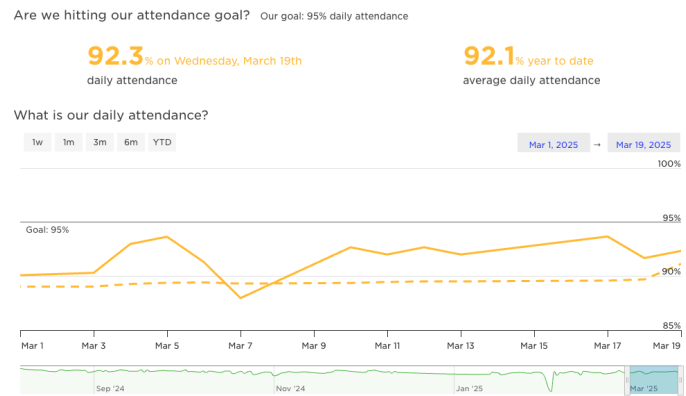 Are we hitting our attendance goal? Our goal: 95% daily attendance
92.3% on Wednesday, March 19th
daily attendance
92.1% year to date
average daily attendance
What is our daily attendance?
1w 1m 3m 6m YTD
Mar 1, 2025 → Mar 19, 2025
100%
95%
Goal: 95%
90%
85%
Mar 1 Mar 3 Mar 5 Mar 7 Mar 9 Mar 11 Mar 13 Mar 15 Mar 17 Mar 19
Sep '24 Nov '24 Jan '25 Mar '25